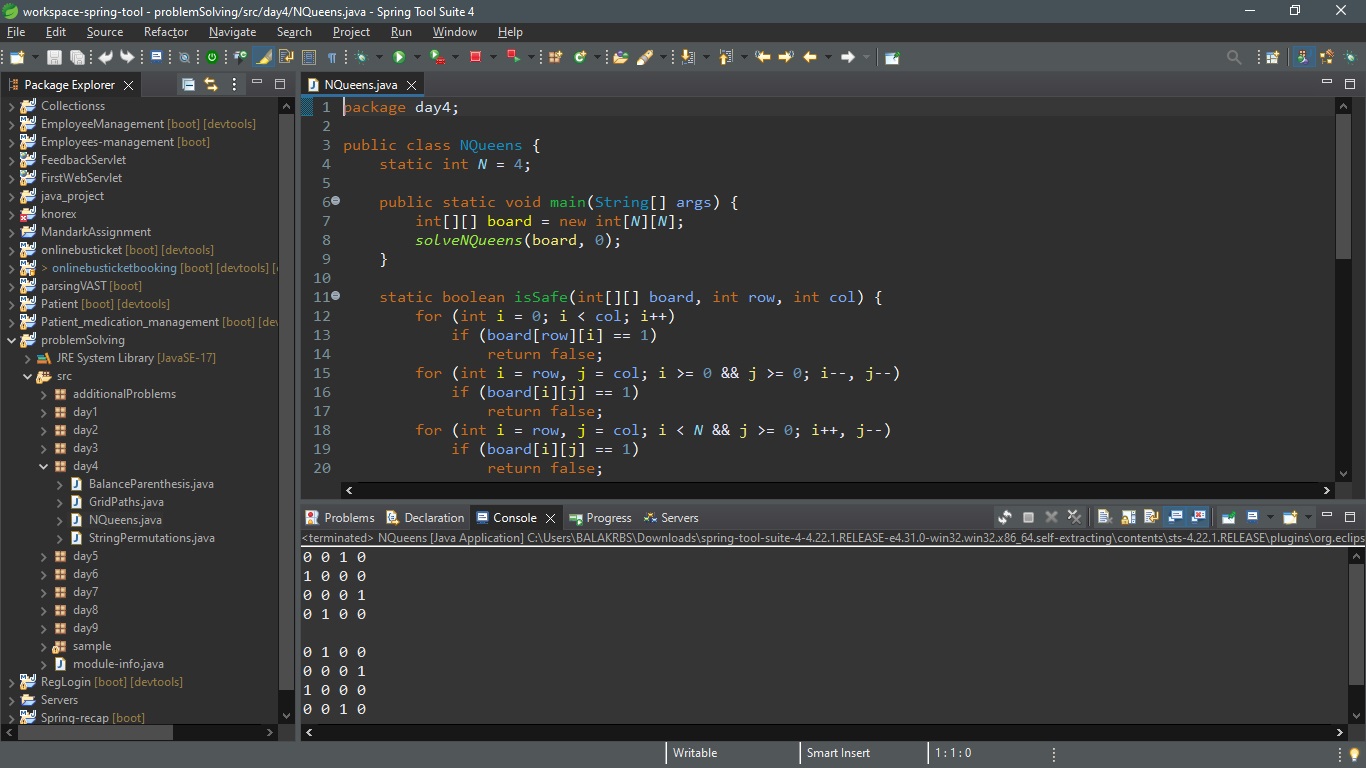 workspace-spring-tool - problemSolving/src/day4/NQueens.java - Spring Tool Suite 4
File Edit Source Refactor Navigate Search Project Run Window Help
Package Explorer
Collectionss
EmployeeManagement [boot] [devtools]
Employees-management [boot]
FeedbackServlet
FirstWebServlet
java_project
knorex
MandarkAssignment
onlinebusticket [boot] [devtools]
> onlinebusticketbooking [boot] [devtools] [
parsingVAST [boot]
Patient [boot] [devtools]
Patient_medication_management [boot] [dev
problemSolving
JRE System Library [JavaSE-17]
src
additionalProblems
day1
day2
day3
day4
BalanceParenthesis.java
GridPaths.java
NQueens.java
StringPermutations.java
day5
day6
day7
day8
day9
sample
module-info.java
RegLogin [boot] [devtools]
Servers
Spring-recap [boot]
NQueens.java
1 package day4;
2
3 public class NQueens {
4     static int N = 4;
5
6     public static void main(String[] args) {
7         int[][] board = new int[N][N];
8         solveNQueens(board, 0);
9     }
10
11     static boolean isSafe(int[][] board, int row, int col) {
12         for (int i = 0; i < col; i++)
13             if (board[row][i] == 1)
14                 return false;
15         for (int i = row, j = col; i >= 0 && j >= 0; i--, j--)
16             if (board[i][j] == 1)
17                 return false;
18         for (int i = row, j = col; i < N && j >= 0; i++, j--)
19             if (board[i][j] == 1)
20                 return false;
Problems Declaration Console Progress Servers
<terminated> NQueens [Java Application] C:\Users\BALAKRBS\Downloads\spring-tool-suite-4-4.22.1.RELEASE-e4.31.0-win32.win32.x86_64.self-extracting\contents\sts-4.22.1.RELEASE\plugins\org.eclips
0 0 1 0
1 0 0 0
0 0 0 1
0 1 0 0

0 1 0 0
0 0 0 1
1 0 0 0
0 0 1 0
Writable Smart Insert 1 : 1 : 0